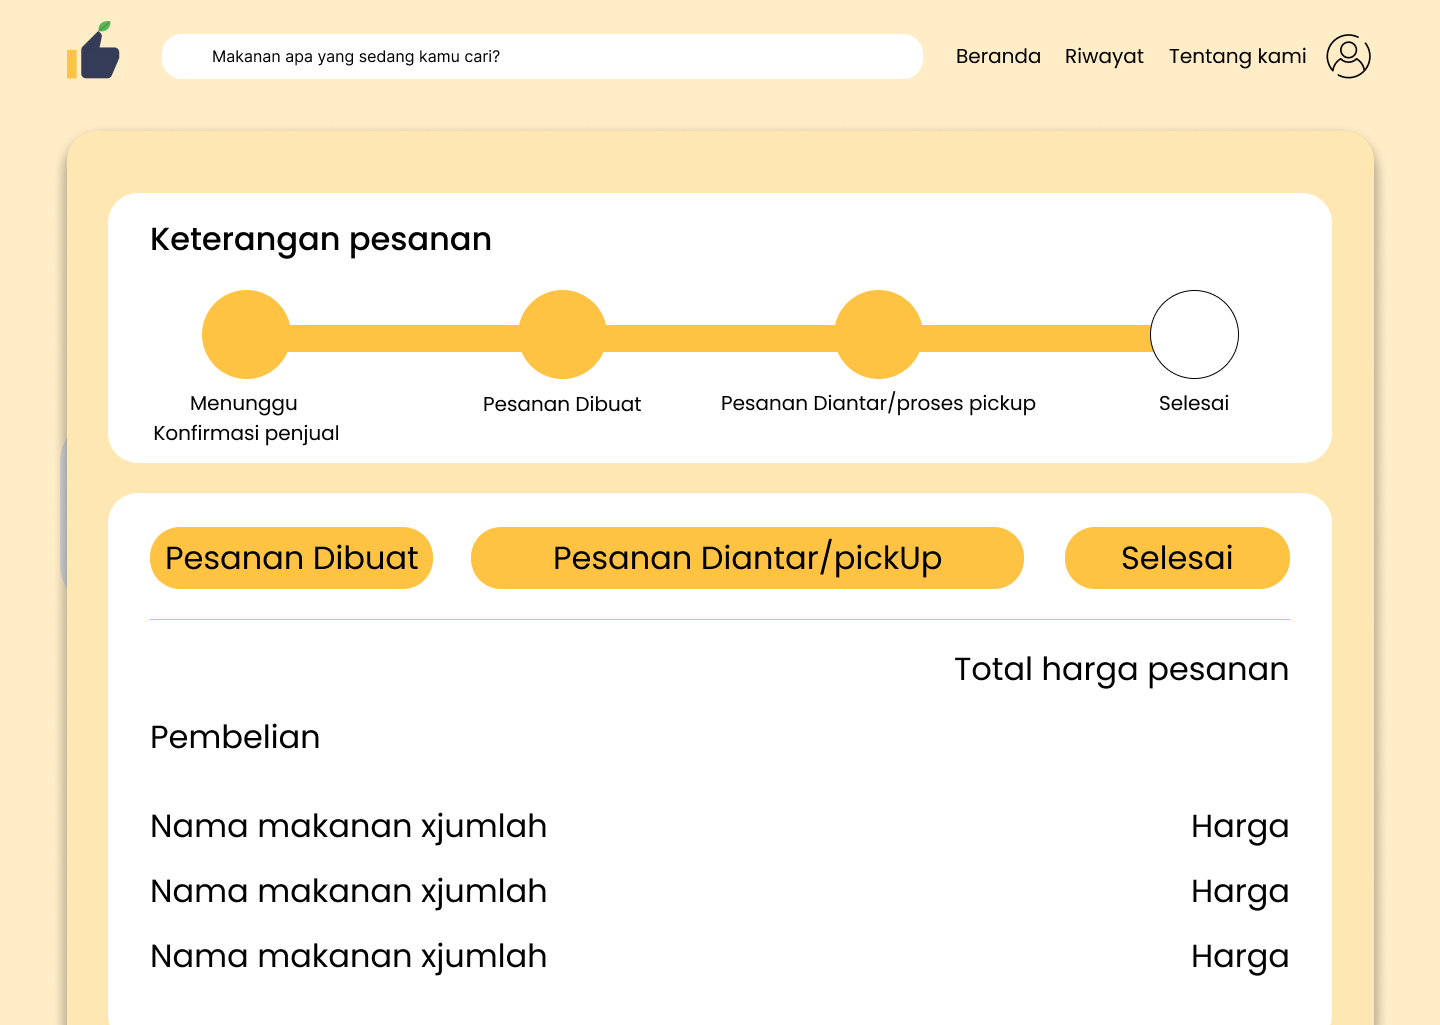 Makanan apa yang sedang kamu cari?
Beranda
Riwayat
Tentang kami
Keterangan pesanan
Menunggu
Konfirmasi penjual
Pesanan Dibuat
Pesanan Diantar/proses pickup
Selesai
Pesanan Dibuat
Pesanan Diantar/pickUp
Selesai
Total harga pesanan
Pembelian
Nama makanan xjumlah Harga
Nama makanan xjumlah Harga
Nama makanan xjumlah Harga